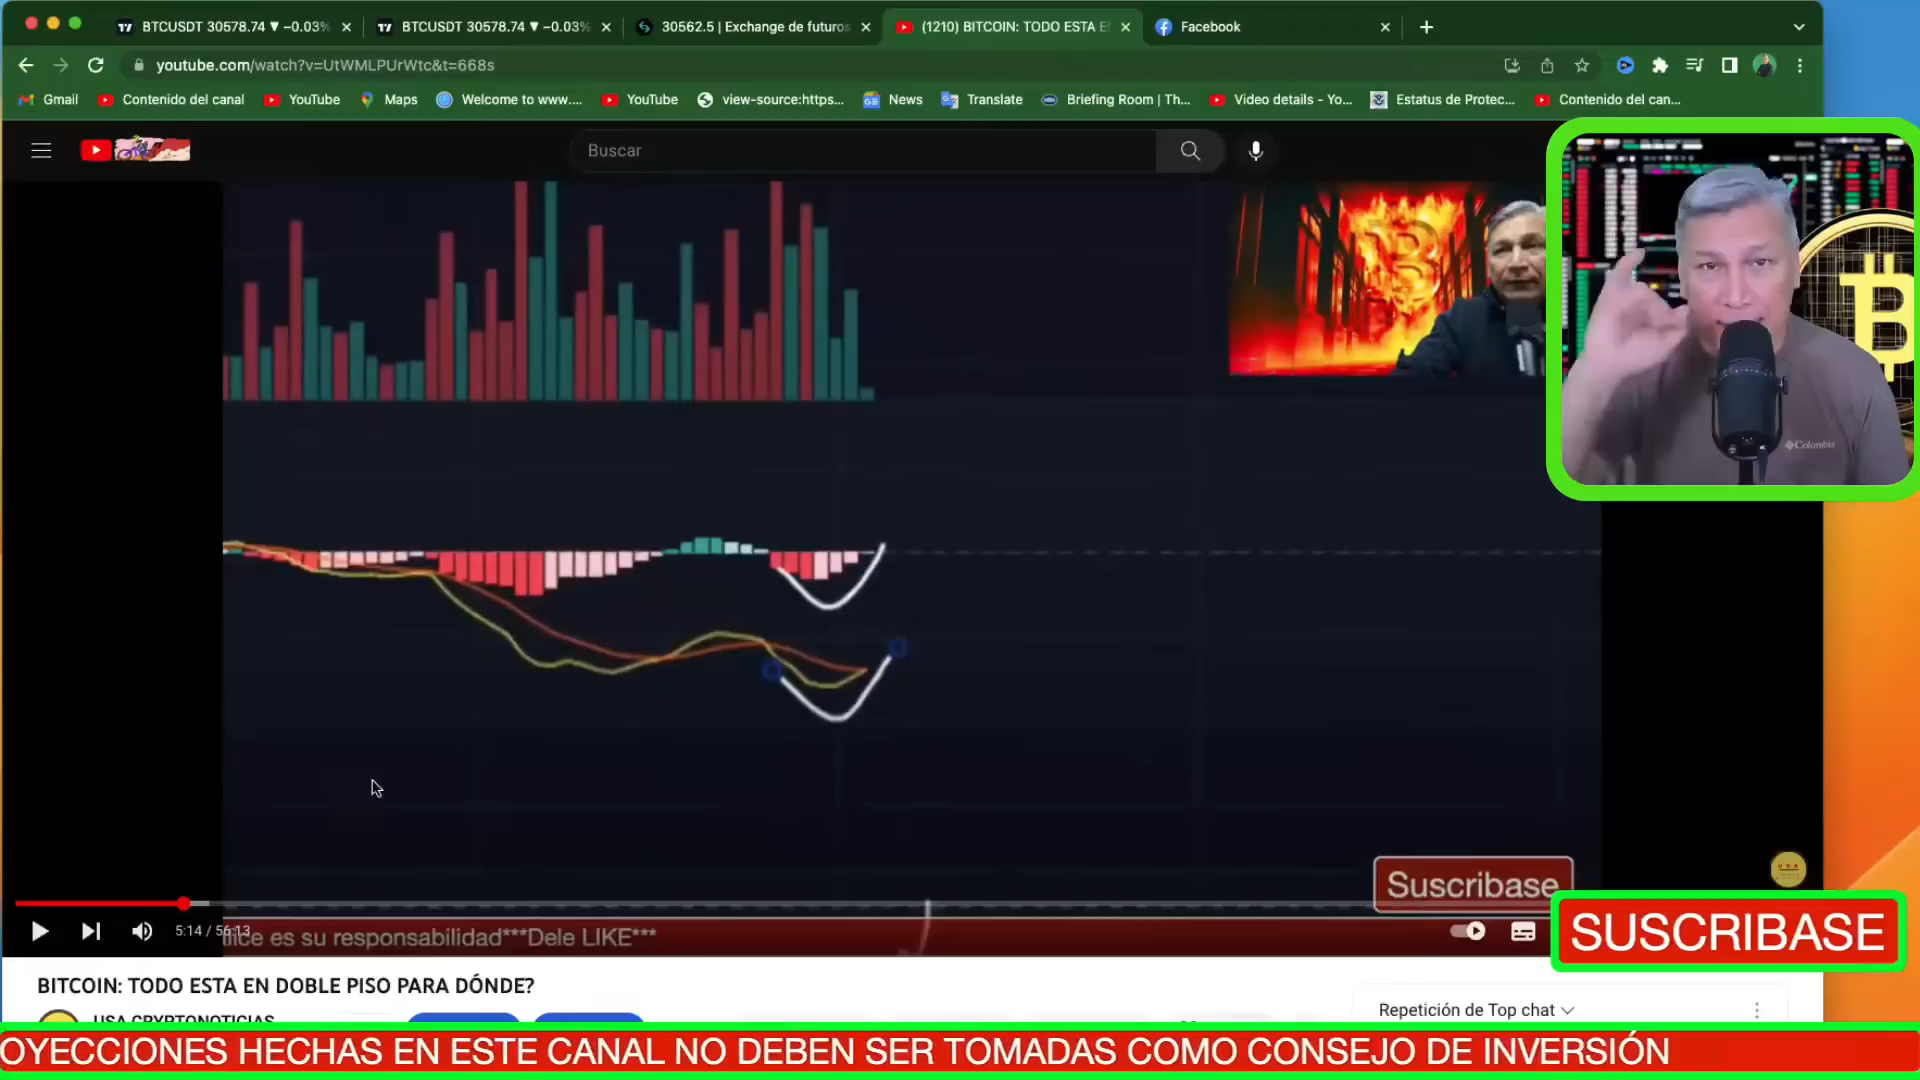 BTCUSDT 30578.74 ▼ −0.03%
BTCUSDT 30578.74 ▼ −0.03%
30562.5 | Exchange de futuros
(1210) BITCOIN: TODO ESTA E
Facebook
youtube.com/watch?v=UtWMLPUrWtc&t=668s
Gmail
Contenido del canal
YouTube
Maps
Welcome to www....
YouTube
view-source:https...
News
Translate
Briefing Room | Th...
Video details - Yo...
Estatus de Protec...
Contenido del can...
Buscar
Columbia
Suscribase
5:14 / 56:13
es su responsabilidad***Dele LIKE***
SUSCRIBASE
BITCOIN: TODO ESTA EN DOBLE PISO PARA DÓNDE?
Repetición de Top chat
USA CRYPTONOTICIAS
OYECCIONES HECHAS EN ESTE CANAL NO DEBEN SER TOMADAS COMO CONSEJO DE INVERSIÓN